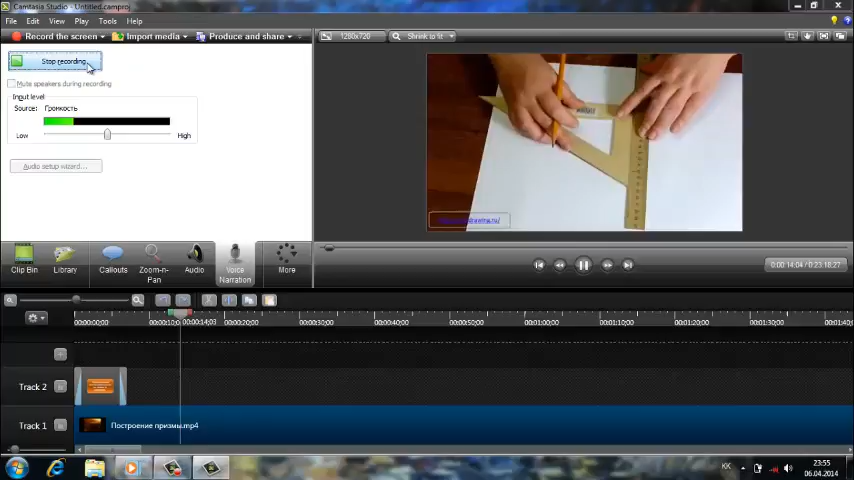 Camtasia Studio - Untitled.camproj
File Edit View Play Tools Help
Record the screen Import media Produce and share
1280x720 Shrink to fit
Stop recording
Mute speakers during recording
Input level
Source: Громкость
Low High
Audio setup wizard...
Clip Bin Library Callouts Zoom-n-Pan Audio Voice Narration More
0:00:14;04 / 0:23:18;27
00:00:00;00 00:00:14;03 00:00:20;00 00:00:30;00 00:00:40;00 00:00:50;00 00:01:00;00 00:01:10;00 00:01:20;00 00:01:30;00
Track 2
Track 1 Построение призмы.mp4
KK 23:55
06.04.2014